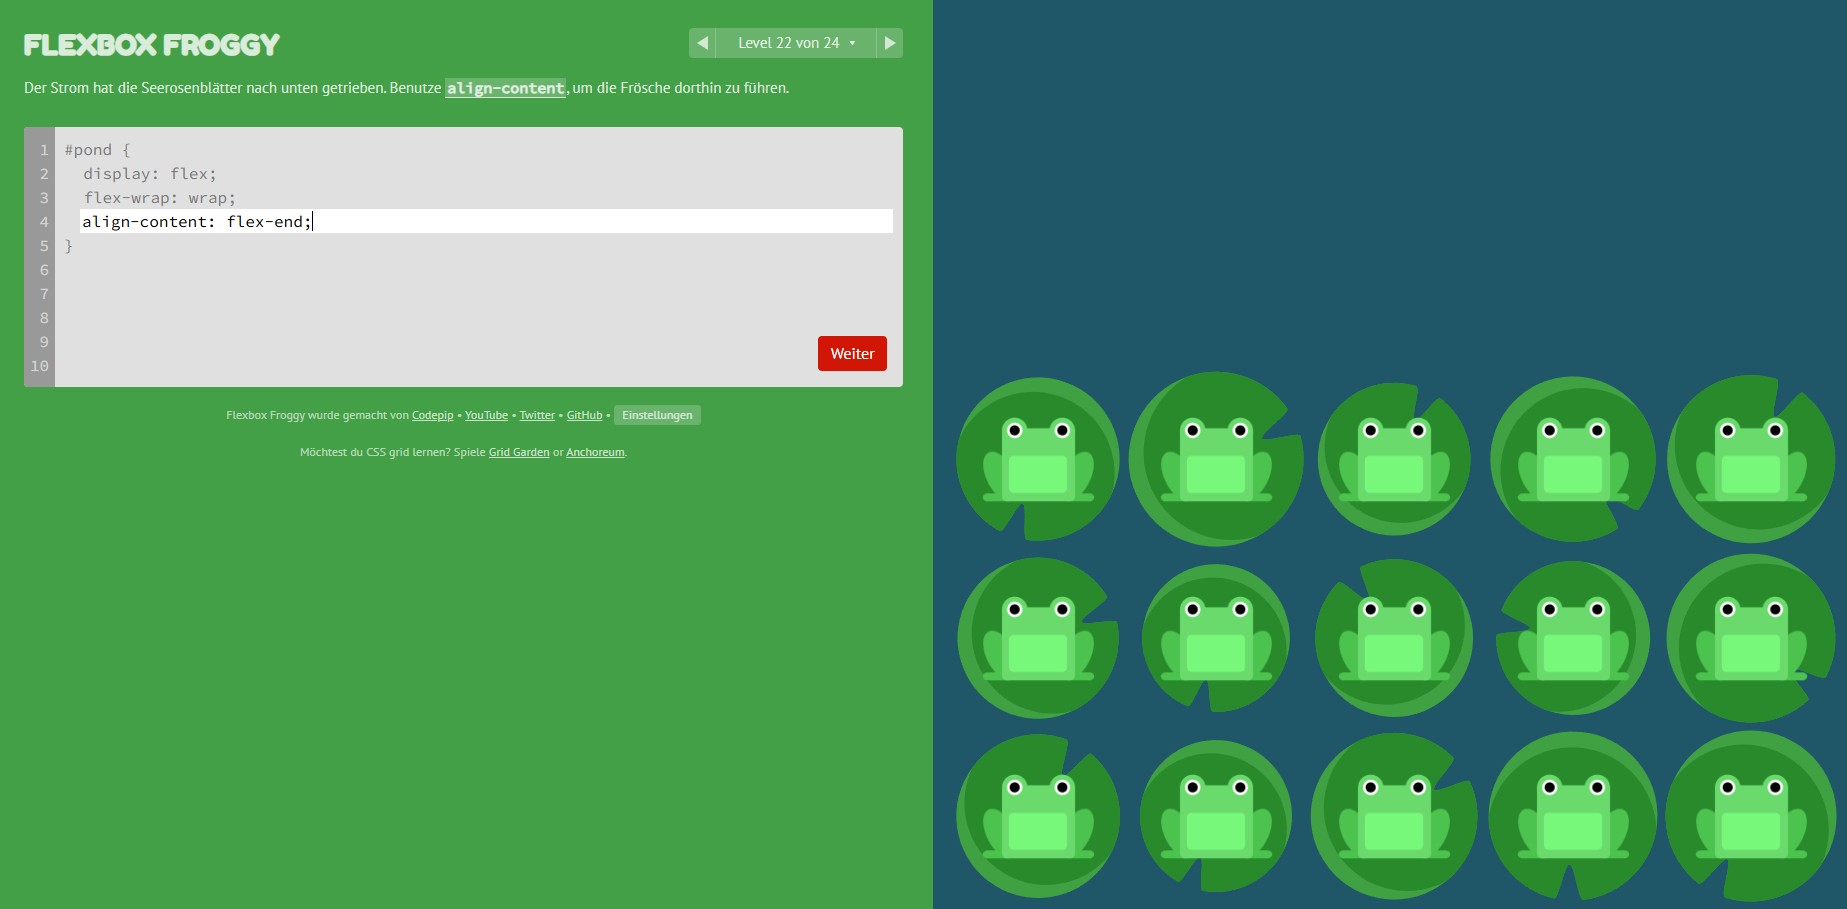 FLEXBOX FROGGY
Level 22 von 24
Der Strom hat die Seerosenblätter nach unten getrieben. Benutze align-content, um die Frösche dorthin zu führen.
1 #pond {
2 display: flex;
3 flex-wrap: wrap;
4 align-content: flex-end;
5 }
6
7
8
9
10
Weiter
Flexbox Froggy wurde gemacht von Codepip • YouTube • Twitter • GitHub • Einstellungen
Möchtest du CSS grid lernen? Spiele Grid Garden or Anchoreum.